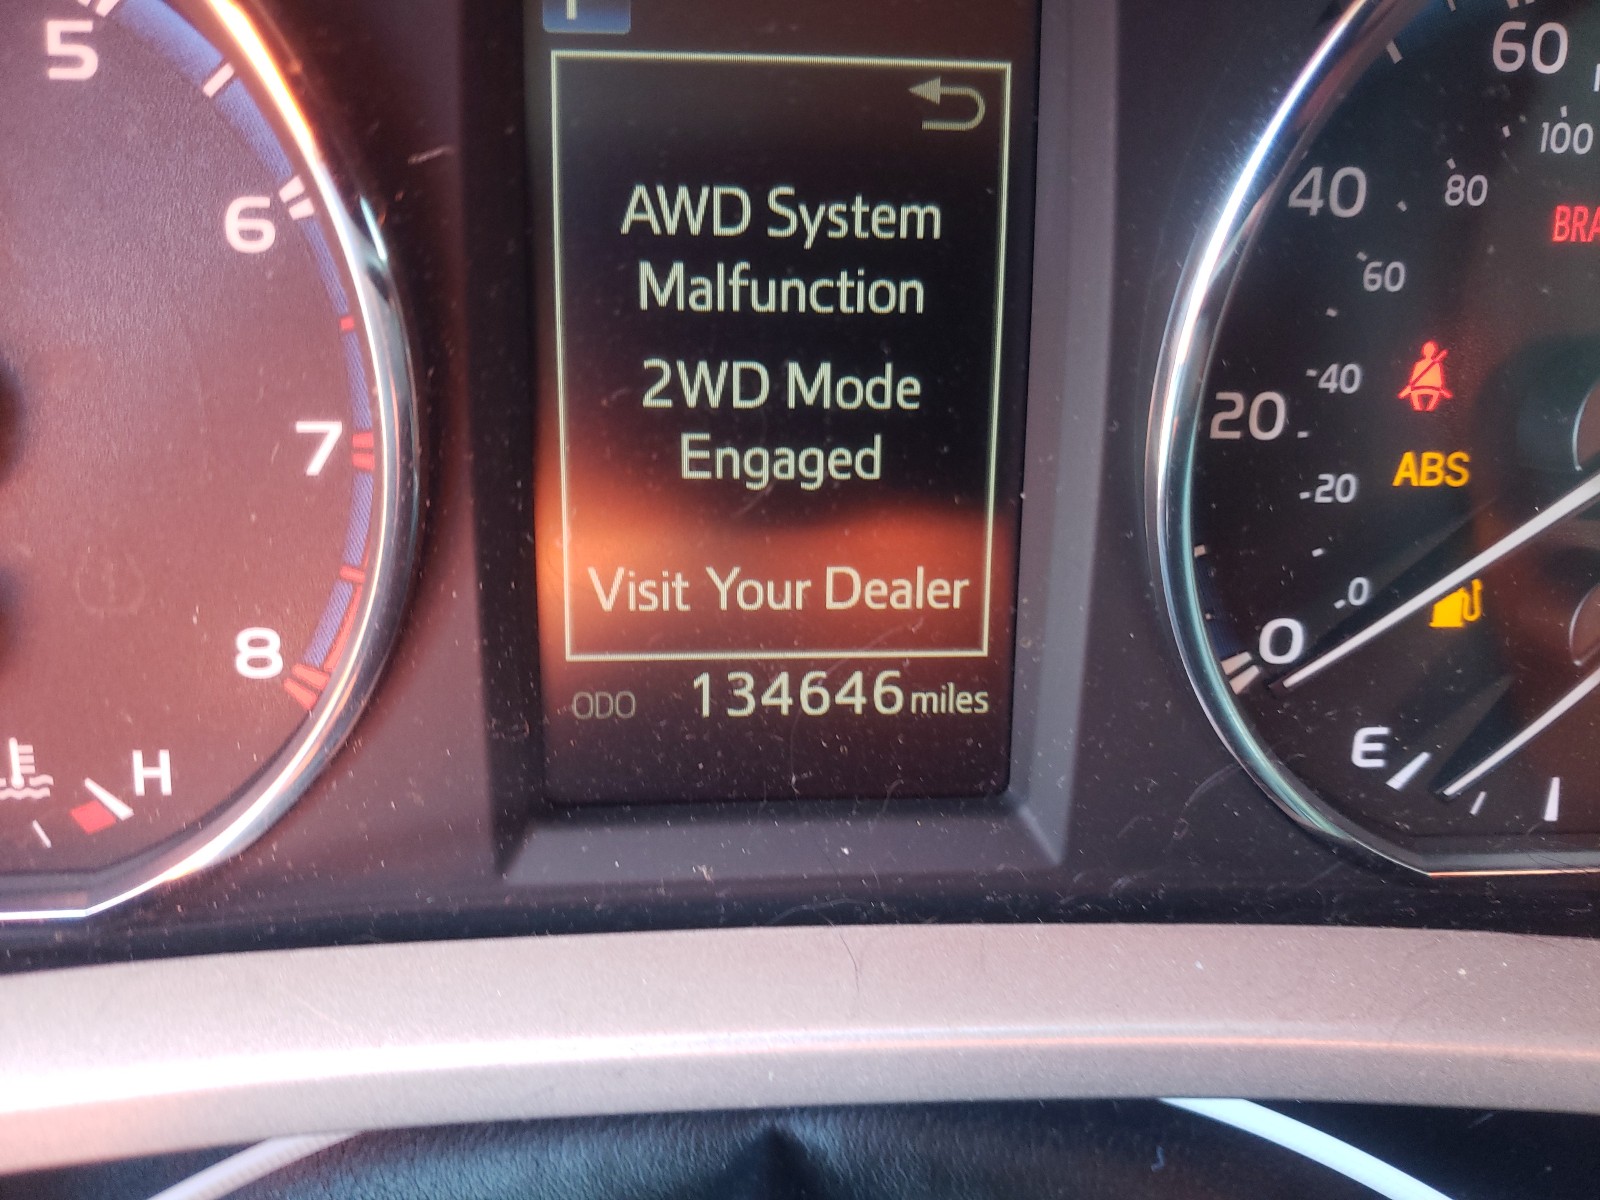 5
6
7
8
H
AWD System
Malfunction
2WD Mode
Engaged
Visit Your Dealer
ODO 134646 miles
60
100
40
80
60
40
20
20
0
0
ABS
E